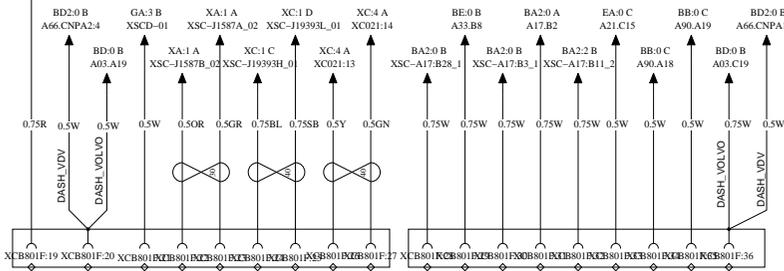 BD2:0 B
A66.CNPA2:4
GA:3 B
XSCD-01
XA:1 A
XSC-J1587A_02
XC:1 D
XSC-J19393L_01
XC:4 A
XC021:14
BE:0 B
A33.B8
BA2:0 A
A17.B2
EA:0 C
A21.C15
BB:0 C
A90.A19
BD2:0 B
BD:0 B
A03.A19
XA:1 A
XSC-J1587B_02
XC:1 C
XSC-J19393H_01
XC:4 A
XC021:13
BA2:0 B
XSC-A17:B28_1
BA2:0 B
XSC-A17:B3_1
BA2:2 B
XSC-A17:B11_2
BB:0 C
A90.A18
BD:0 B
A03.C19
0.75R 0.5W 0.5W 0.5W 0.5OR 0.5GR 0.75BL 0.75SB 0.5Y 0.5GN 0.75W 0.75W 0.75W 0.75W 0.75W 0.5W 0.5W 0.5W 0.75W
DASH_VDV
DASH_VOLVO
30
40
40
DASH_VOLVO
DASH_VDV
XCB801F:19 XCB801F:20 XCB801F:27 XCB801F:36